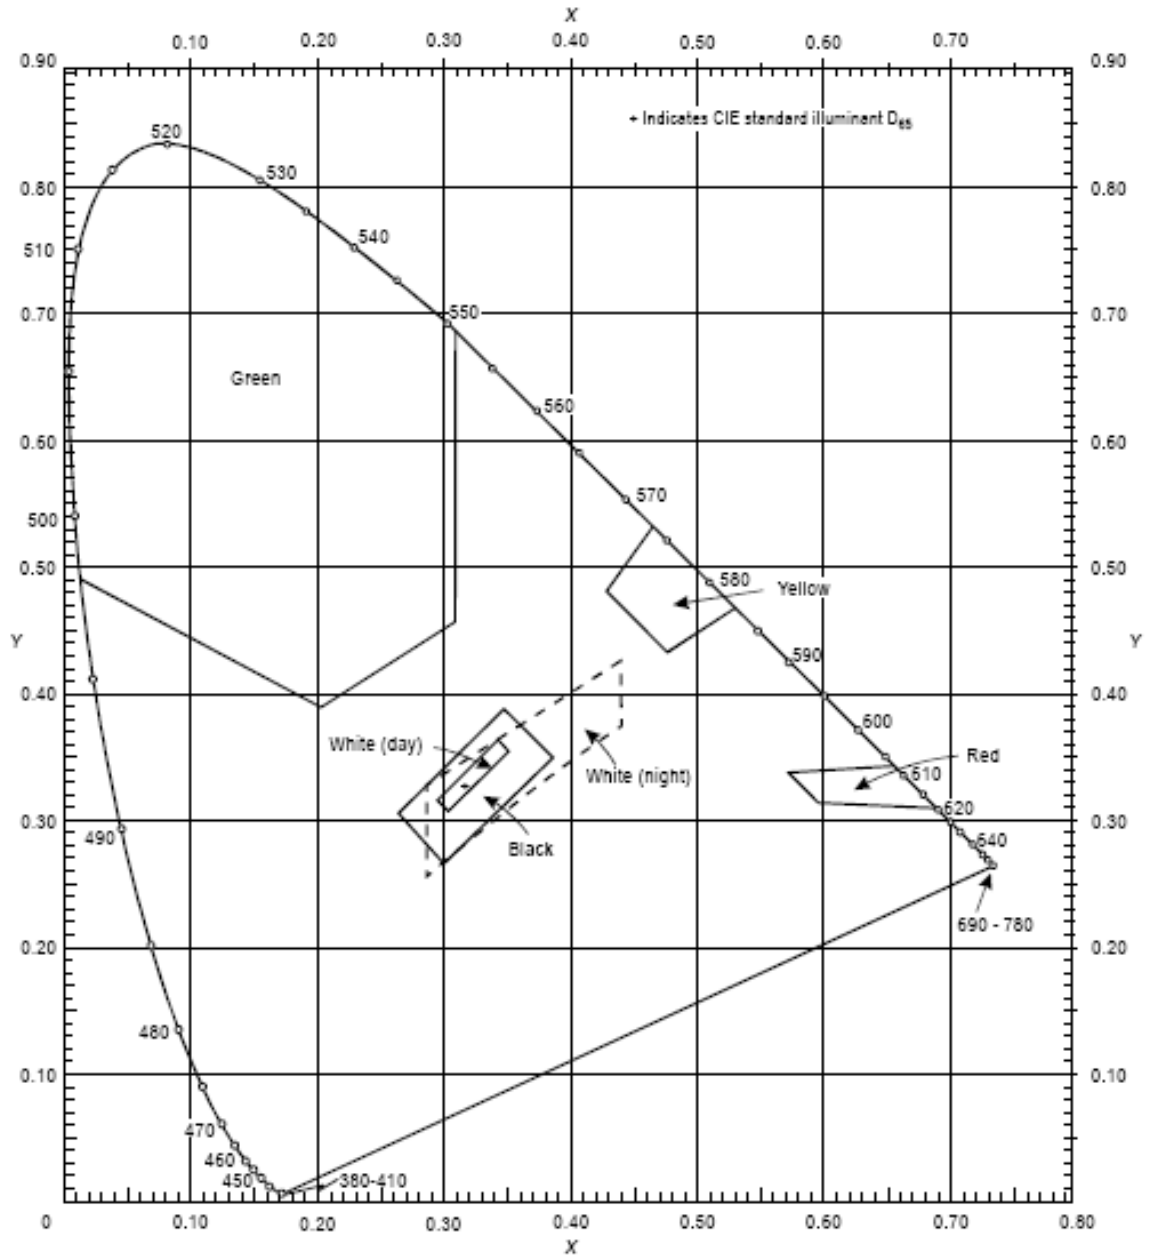 X
0.10 0.20 0.30 0.40 0.50 0.60 0.70
0.90 0.90
+ Indicates CIE standard illuminant D65
520
530
0.80 0.80
540
510
550
0.70 0.70
Green
560
0.60 0.60
570
500
0.50 580 0.50
Yellow
Y 590 Y
0.40 0.40
600
White (day) Red
White (night) 610
620
0.30 0.30
490 Black 640
690 - 780
0.20 0.20
480
0.10 0.10
470
460
450 380-410
0 0.10 0.20 0.30 0.40 0.50 0.60 0.70 0.80
X